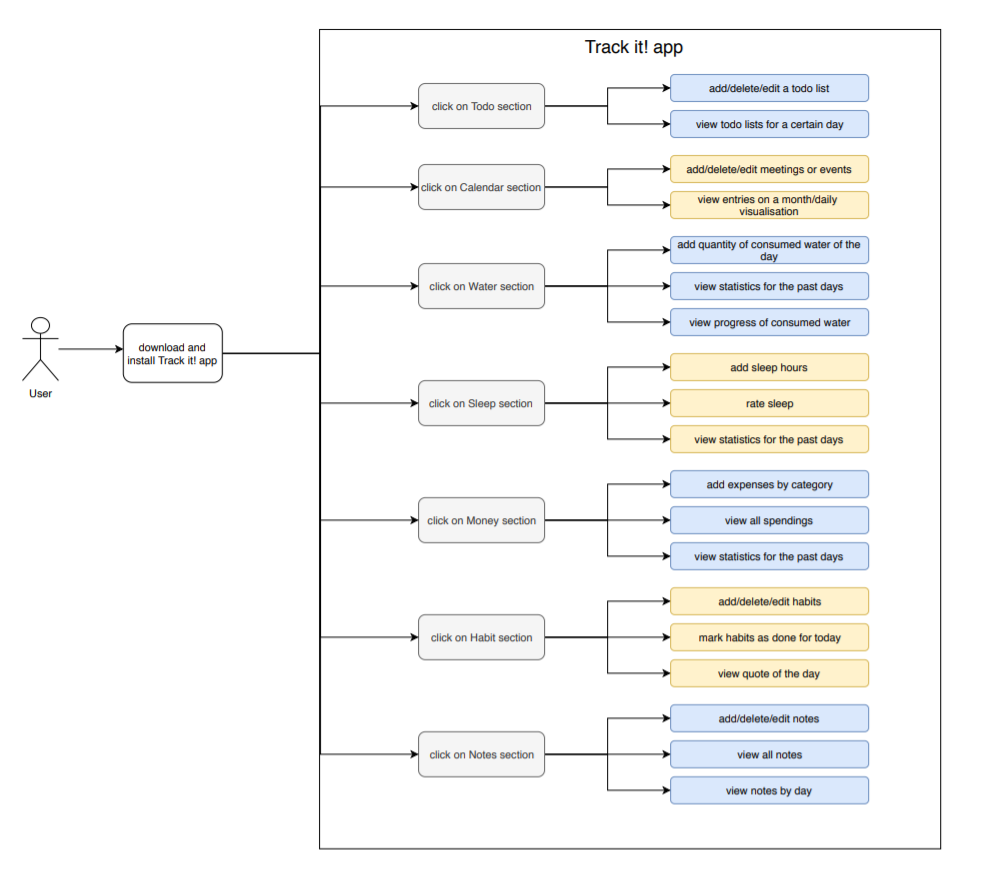 Track it! app
click on Todo section
add/delete/edit a todo list
view todo lists for a certain day
click on Calendar section
add/delete/edit meetings or events
view entries on a month/daily
visualisation
click on Water section
add quantity of consumed water of the
day
view statistics for the past days
view progress of consumed water
User
download and
install Track it! app
click on Sleep section
add sleep hours
rate sleep
view statistics for the past days
click on Money section
add expenses by category
view all spendings
view statistics for the past days
click on Habit section
add/delete/edit habits
mark habits as done for today
view quote of the day
click on Notes section
add/delete/edit notes
view all notes
view notes by day